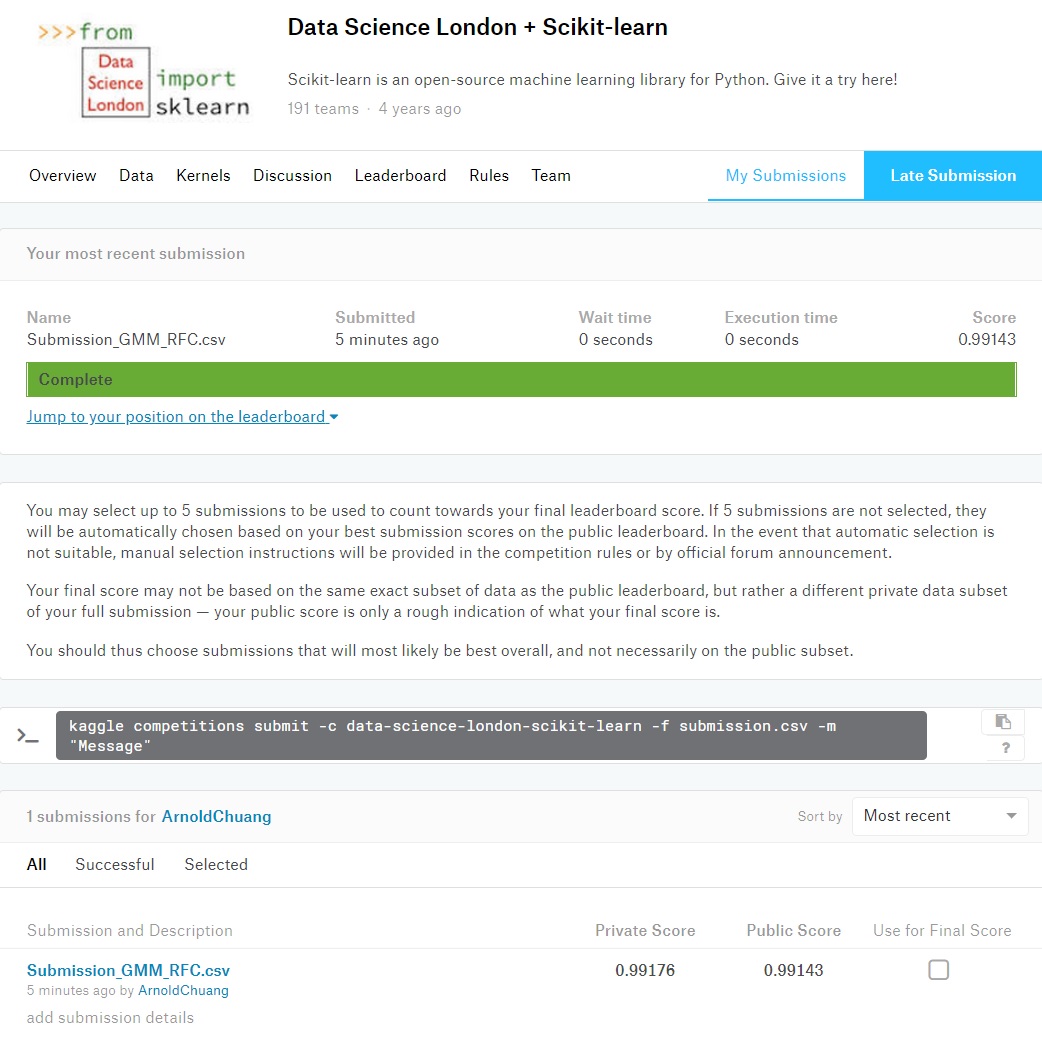 >>>from
Data
Science
London
import
sklearn
Data Science London + Scikit-learn
Scikit-learn is an open-source machine learning library for Python. Give it a try here!
191 teams · 4 years ago
Overview Data Kernels Discussion Leaderboard Rules Team My Submissions Late Submission
Your most recent submission
Name Submitted Wait time Execution time Score
Submission_GMM_RFC.csv 5 minutes ago 0 seconds 0 seconds 0.99143
Complete
Jump to your position on the leaderboard
You may select up to 5 submissions to be used to count towards your final leaderboard score. If 5 submissions are not selected, they
will be automatically chosen based on your best submission scores on the public leaderboard. In the event that automatic selection is
not suitable, manual selection instructions will be provided in the competition rules or by official forum announcement.
Your final score may not be based on the same exact subset of data as the public leaderboard, but rather a different private data subset
of your full submission — your public score is only a rough indication of what your final score is.
You should thus choose submissions that will most likely be best overall, and not necessarily on the public subset.
>_ kaggle competitions submit -c data-science-london-scikit-learn -f submission.csv -m
"Message"
?
1 submissions for ArnoldChuang Sort by Most recent
All Successful Selected
Submission and Description Private Score Public Score Use for Final Score
Submission_GMM_RFC.csv 0.99176 0.99143
5 minutes ago by ArnoldChuang
add submission details